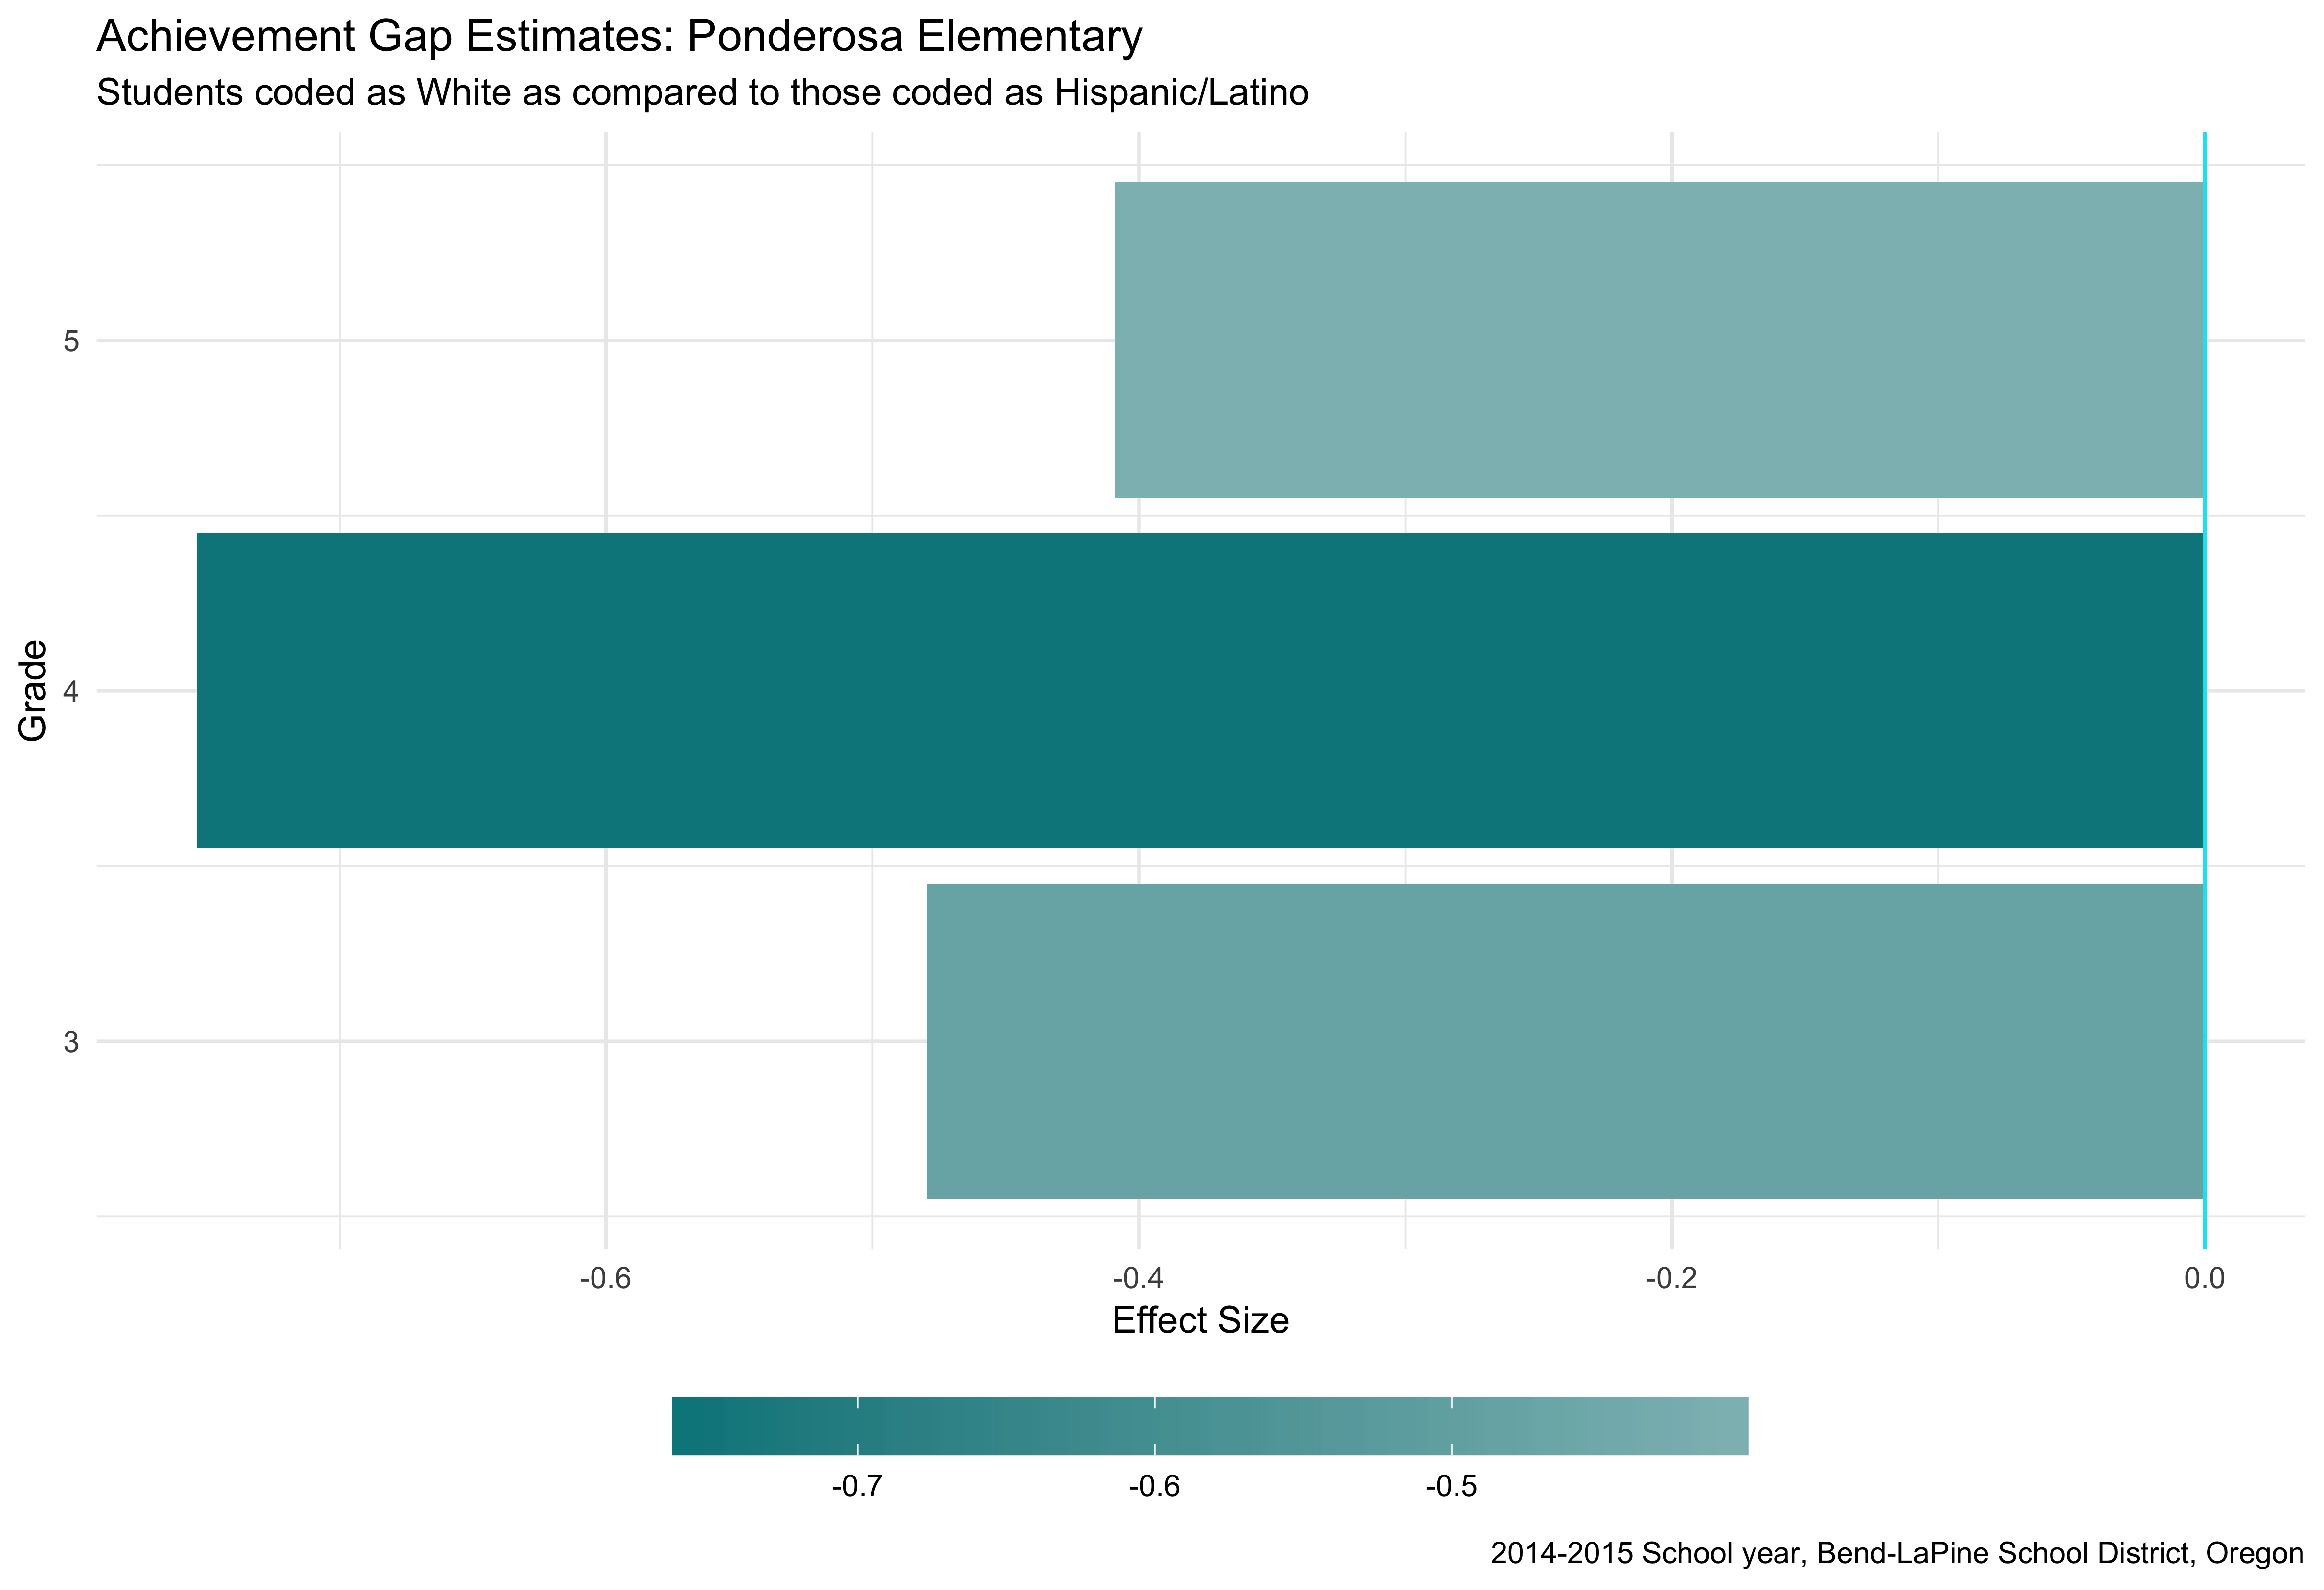 Achievement Gap Estimates: Ponderosa Elementary
Students coded as White as compared to those coded as Hispanic/Latino
Grade
5
4
3
-0.6 -0.4 -0.2 0.0
Effect Size
-0.7 -0.6 -0.5
2014-2015 School year, Bend-LaPine School District, Oregon